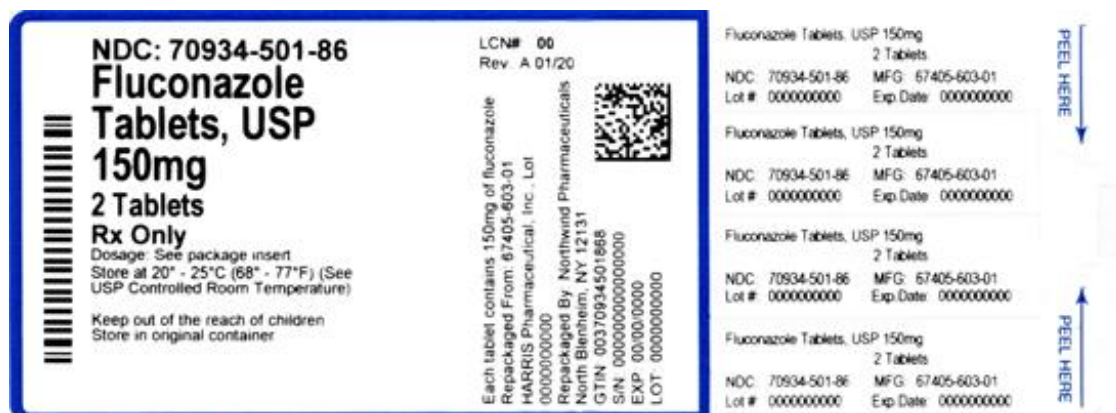 NDC: 70934-501-86
Fluconazole
Tablets, USP
150mg
2 Tablets
Rx Only
Dosage: See package insert
Store at 20° - 25°C (68° - 77°F) (See
USP Controlled Room Temperature)
Keep out of the reach of children
Store in original container
LCN# 00
Rev. A 01/20
Each tablet contains 150mg of fluconazole
Repackaged From: 67405-603-01
HARRIS Pharmaceutical, Inc., Lot
0000000000
Repackaged By: Northwind Pharmaceuticals
North Blenheim, NY 12131
GTIN: 00370934501868
S/N: 00000000000000
EXP: 00/00/0000
LOT: 0000000000
Fluconazole Tablets, USP 150mg
2 Tablets
NDC: 70934-501-86 MFG: 67405-603-01
Lot #: 0000000000 Exp.Date: 0000000000
Fluconazole Tablets, USP 150mg
2 Tablets
NDC: 70934-501-86 MFG: 67405-603-01
Lot #: 0000000000 Exp.Date: 0000000000
Fluconazole Tablets, USP 150mg
2 Tablets
NDC: 70934-501-86 MFG: 67405-603-01
Lot #: 0000000000 Exp.Date: 0000000000
Fluconazole Tablets, USP 150mg
2 Tablets
NDC: 70934-501-86 MFG: 67405-603-01
Lot #: 0000000000 Exp.Date: 0000000000
PEEL HERE
PEEL HERE